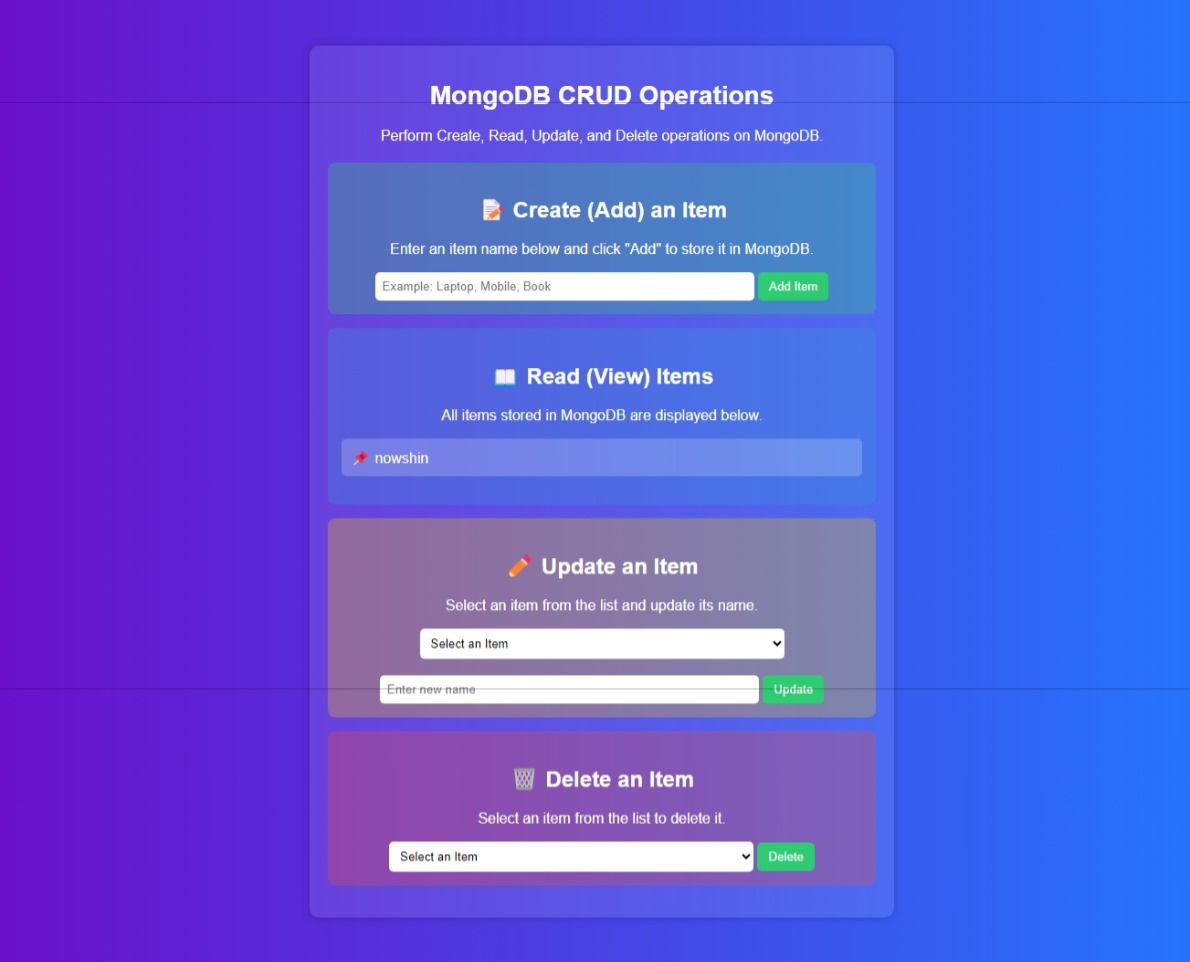 MongoDB CRUD Operations
Perform Create, Read, Update, and Delete operations on MongoDB.
📝 Create (Add) an Item
Enter an item name below and click "Add" to store it in MongoDB.
Example: Laptop, Mobile, Book Add Item
📖 Read (View) Items
All items stored in MongoDB are displayed below.
📌 nowshin
✏️ Update an Item
Select an item from the list and update its name.
Select an Item
Enter new name Update
🗑️ Delete an Item
Select an item from the list to delete it.
Select an Item Delete